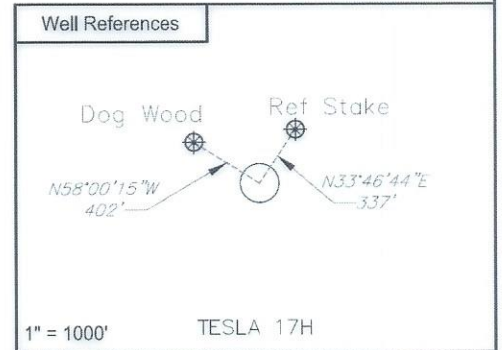 Well References
Dog Wood
Ref Stake
N58°00'15"W
402'
N33°46'44"E
337'
1" = 1000'
TESLA 17H